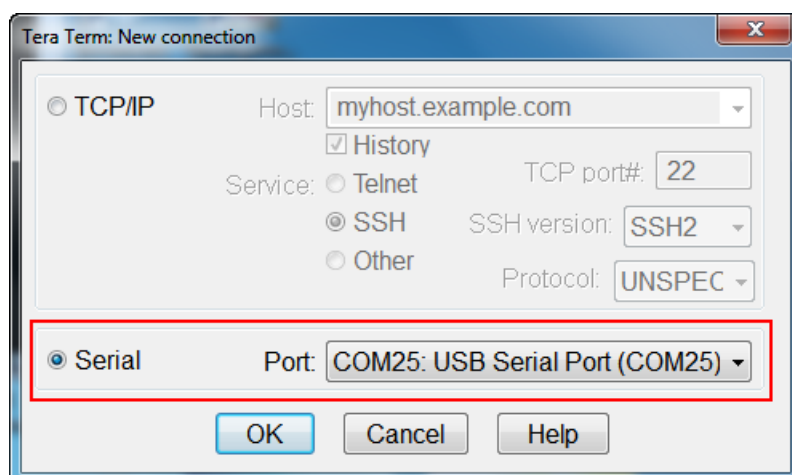 Tera Term: New connection
TCP/IP Host: myhost.example.com
History
Service: Telnet TCP port#: 22
SSH SSH version: SSH2
Other Protocol: UNSPEC
Serial Port: COM25: USB Serial Port (COM25)
OK Cancel Help